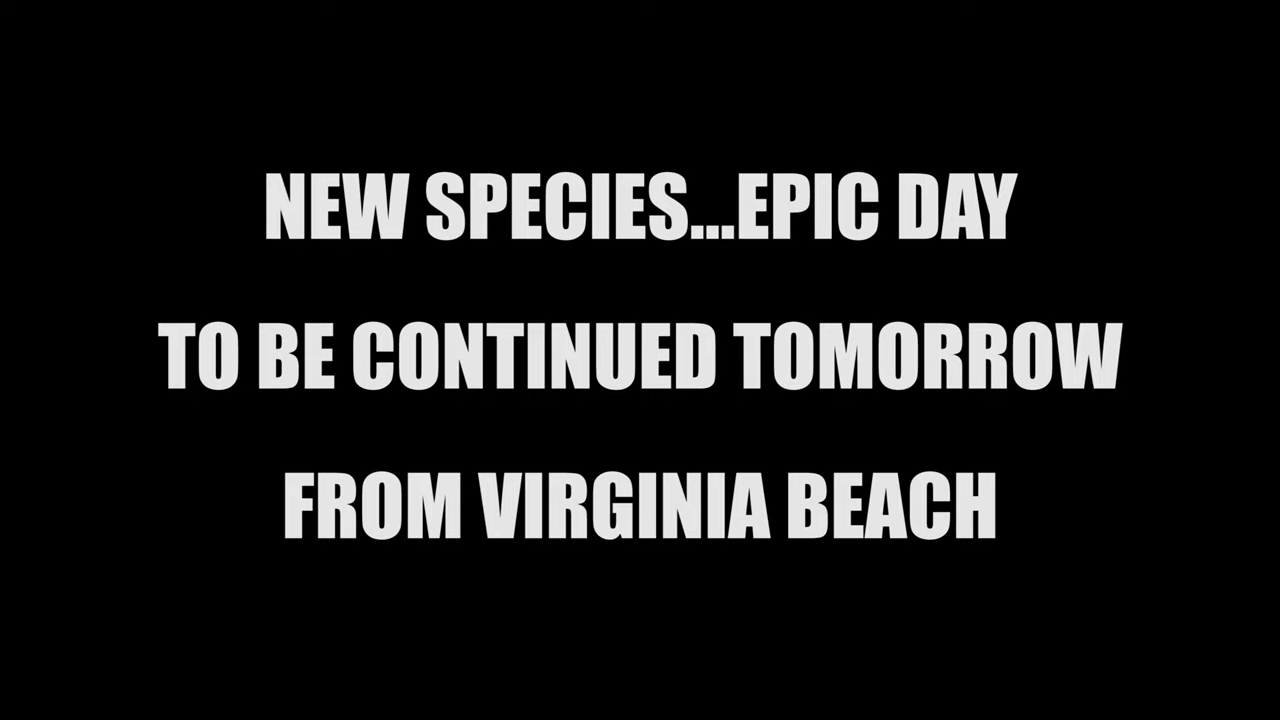 NEW SPECIES...EPIC DAY
TO BE CONTINUED TOMORROW
FROM VIRGINIA BEACH